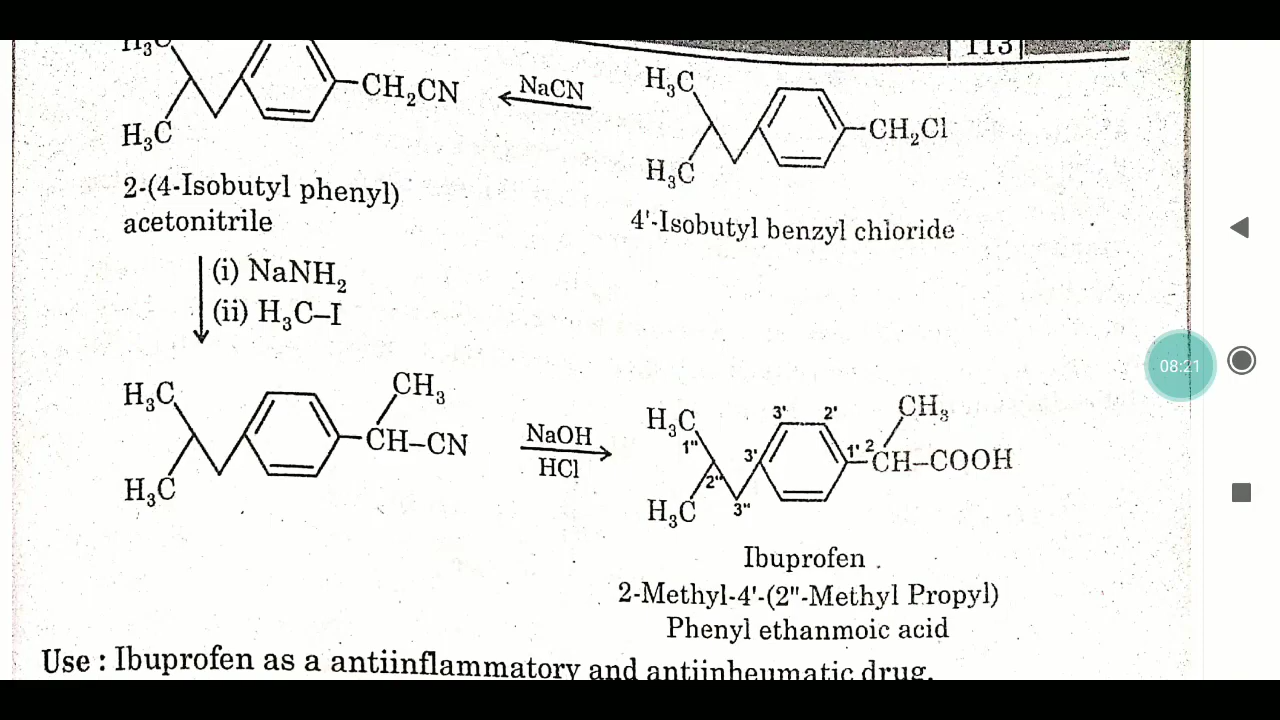 113
H₃C
CH₂CN
NaCN
H₃C
CH₂Cl
H₃C
H₃C
2-(4-Isobutyl phenyl)
acetonitrile
4'-Isobutyl benzyl chloride
(i) NaNH₂
(ii) H₃C–I
08:21
H₃C
CH₃
CH–CN
H₃C
NaOH
HCl
H₃C
1"
2"
3"
3'
3'
2'
1'
2
CH₃
CH–COOH
H₃C
Ibuprofen .
2-Methyl-4'-(2"-Methyl Propyl)
Phenyl ethanmoic acid
Use : Ibuprofen as a antiinflammatory and antiinheumatic drug.